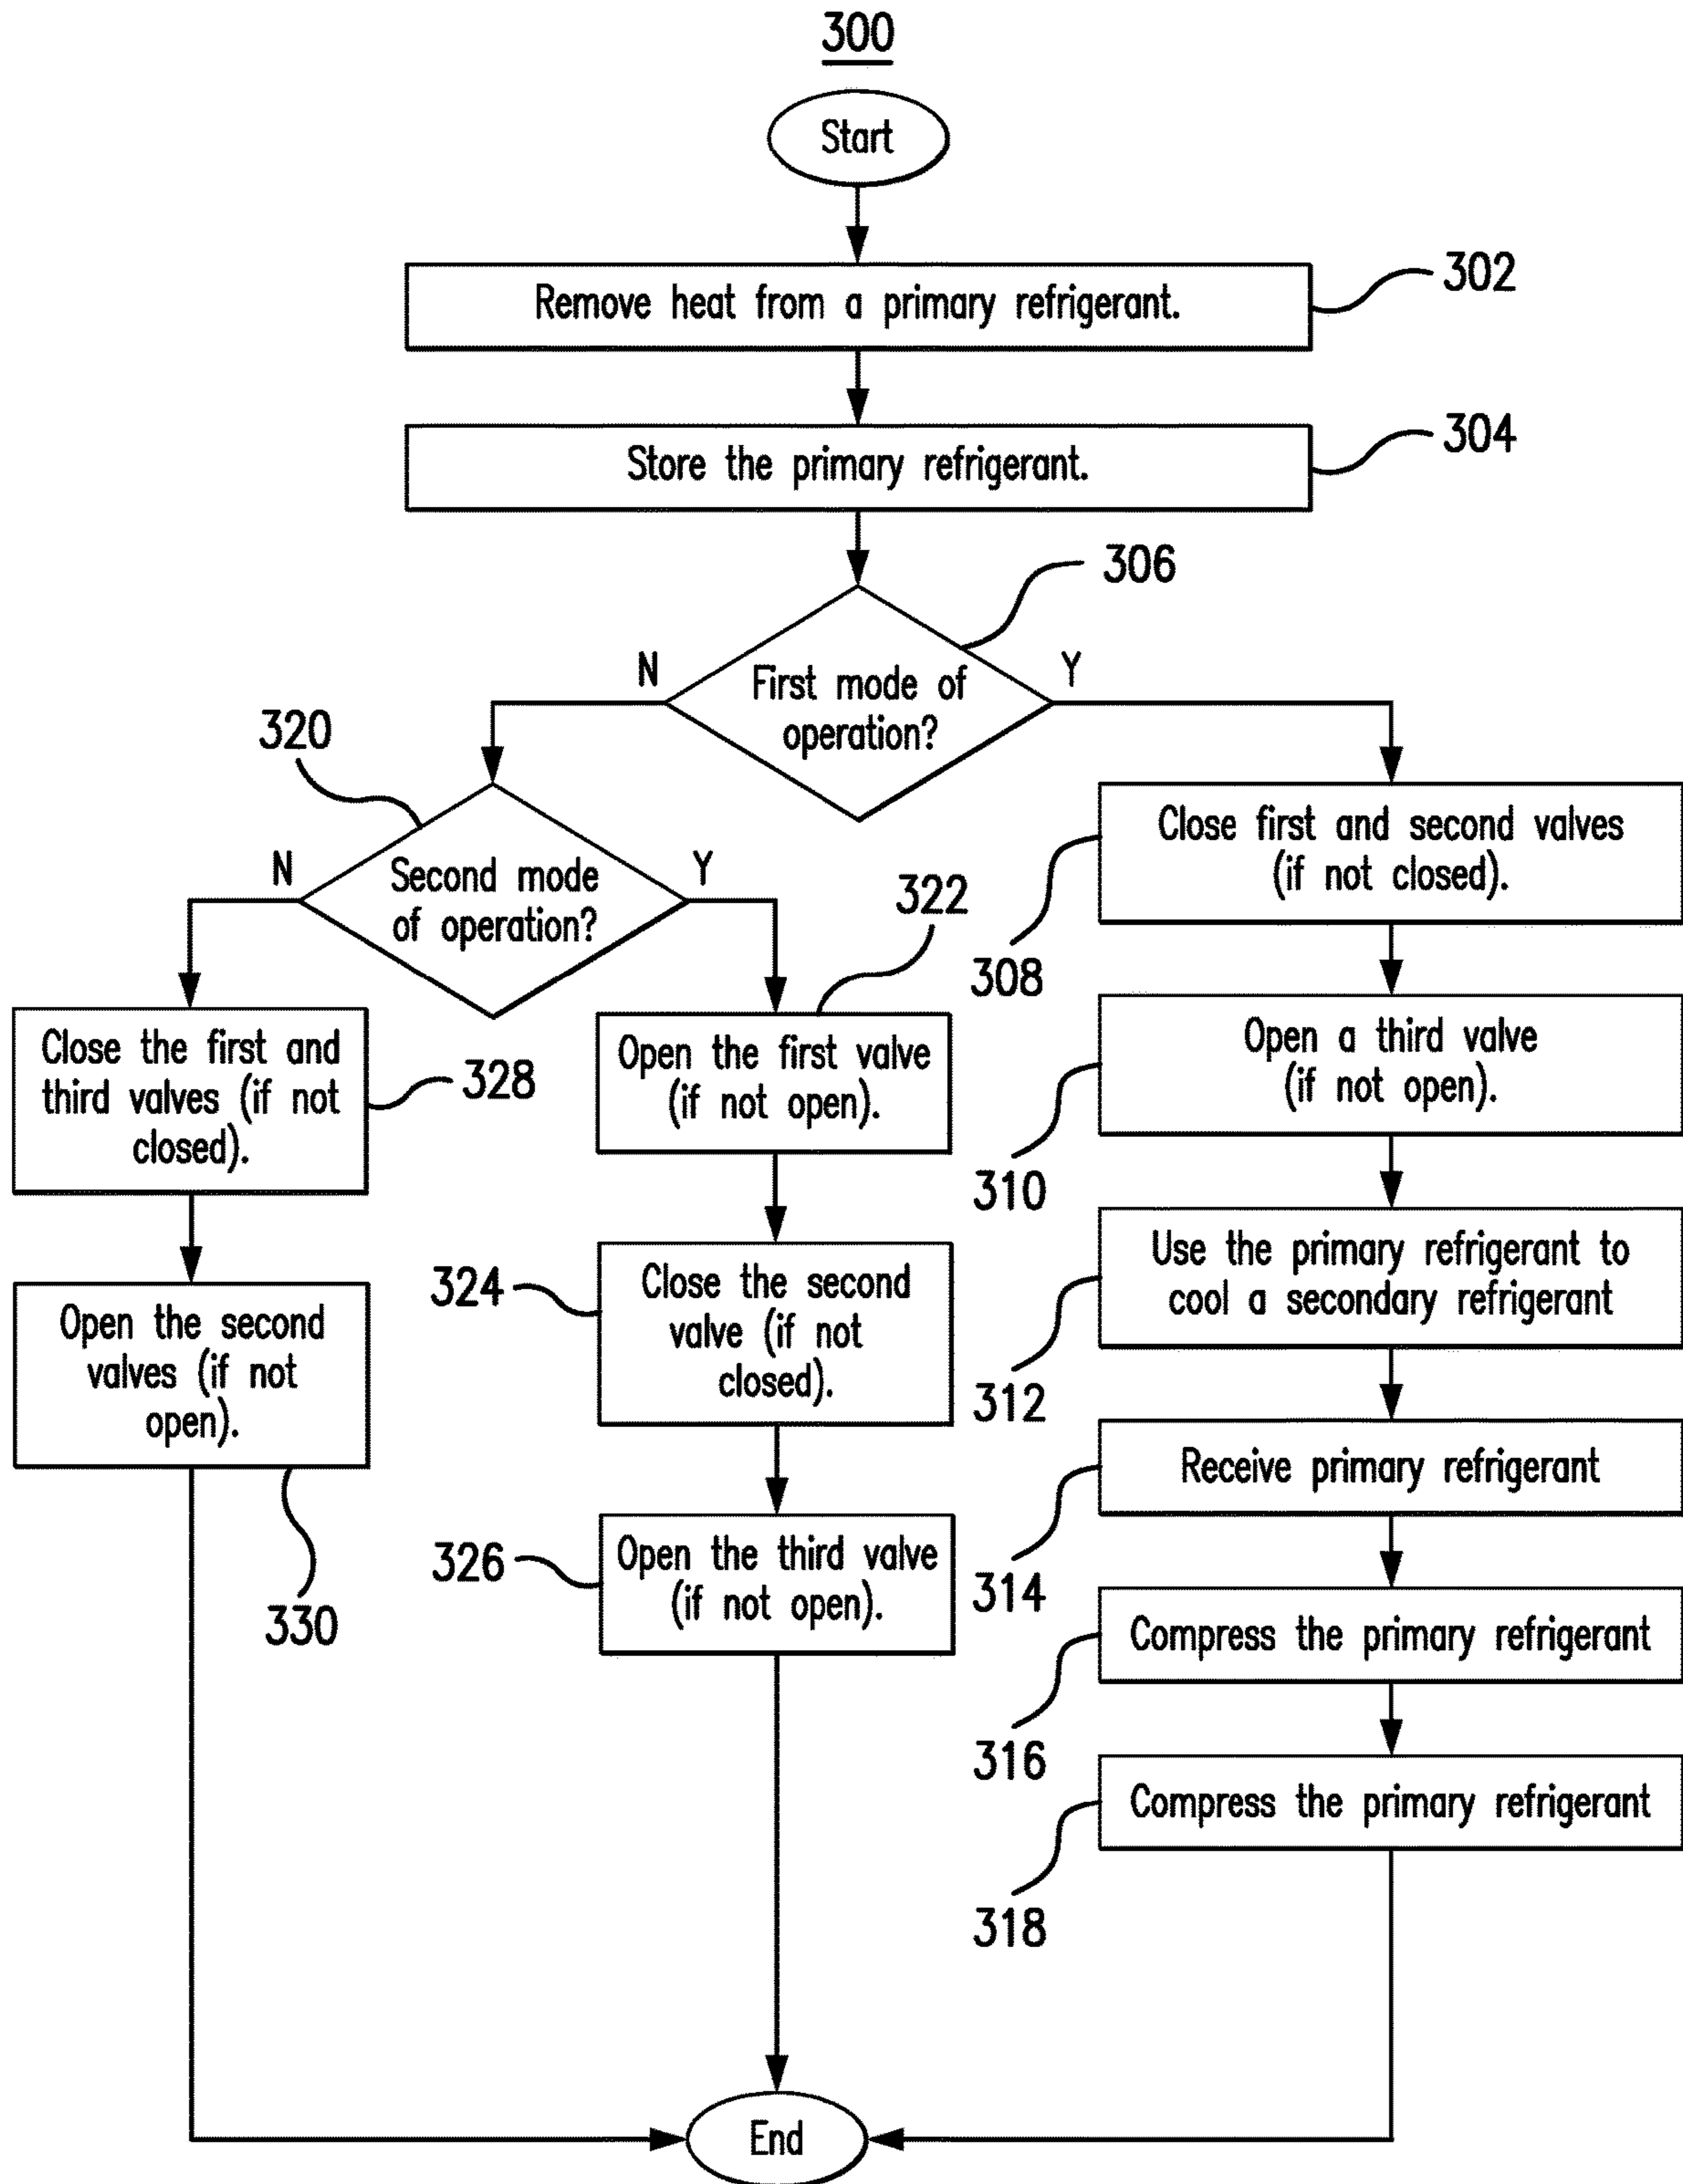 300
Start
Remove heat from a primary refrigerant.
302
Store the primary refrigerant.
304
306
First mode of
operation?
N
Y
320
Second mode
of operation?
N
Y
Close first and second valves
(if not closed).
308
Open a third valve
(if not open).
310
Use the primary refrigerant to
cool a secondary refrigerant
312
Receive primary refrigerant
314
Compress the primary refrigerant
316
Compress the primary refrigerant
318
322
Open the first valve
(if not open).
324
Close the second
valve (if not
closed).
326
Open the third valve
(if not open).
Close the first and
third valves (if not
closed).
328
Open the second
valves (if not
open).
330
End